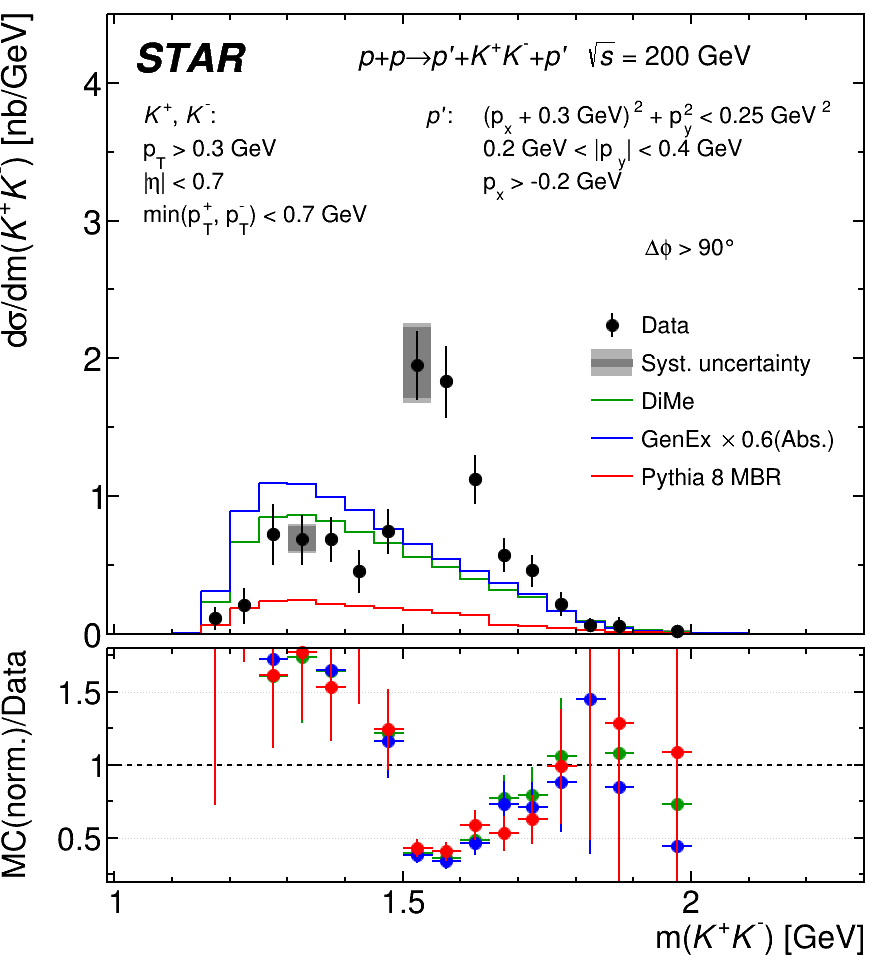 STAR p+p→p′+K⁺K⁻+p′ √s = 200 GeV
K⁺, K⁻: p′: (pₓ + 0.3 GeV)² + p_y² < 0.25 GeV²
p_T > 0.3 GeV 0.2 GeV < |p_y| < 0.4 GeV
|η| < 0.7 pₓ > -0.2 GeV
min(p_T⁺, p_T⁻) < 0.7 GeV
Δϕ > 90°
Data
Syst. uncertainty
DiMe
GenEx × 0.6(Abs.)
Pythia 8 MBR
dσ/dm(K⁺K⁻) [nb/GeV]
4
3
2
1
0
MC(norm.)/Data
1.5
1
0.5
1 1.5 2
m(K⁺K⁻) [GeV]